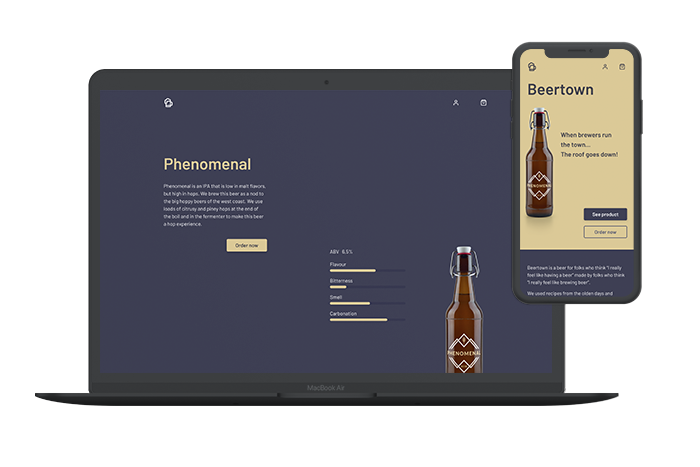 Phenomenal
Phenomenal is an IPA that is low in malt flavors,
but high in hops. We brew this beer as a nod to
the big hoppy beers of the west coast. We use
loads of citrusy and piney hops at the end of
the boil and in the fermenter to make this beer
a hop experience.
Order now
ABV 6.5%
Flavour
Bitterness
Smell
Carbonation
PHENOMENAL
MacBook Air
Beertown
When brewers run
the town...
The roof goes down!
PHENOMENAL
See product
Order now
Beertown is a beer for folks who think "I really
feel like having a beer" made by folks who think
"I really feel like brewing beer".
We used recipes from the olden days and